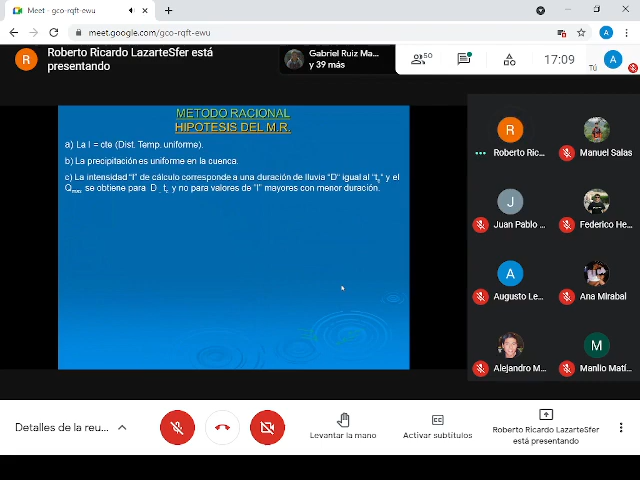 Meet - gco-rqft-ewu
meet.google.com/gco-rqft-ewu
A
R
Roberto Ricardo LazarteSfer está
presentando
Gabriel Ruiz Ma...
y 39 más
50
17:09
Tú
A
METODO RACIONAL
HIPOTESIS DEL M.R.
a) La I = cte (Dist. Temp. uniforme).
b) La precipitación es uniforme en la cuenca.
c) La intensidad "I" de cálculo corresponde a una duración de lluvia "D" igual al "tc" y el
Qmax se obtiene para D tc y no para valores de "I" mayores con menor duración.
R
Roberto Ric...
Manuel Salas
J
Juan Pablo ...
Federico He...
A
Augusto Le...
Ana Mirabal
Alejandro M...
M
Manlio Matí...
Detalles de la reu...
Levantar la mano
Activar subtítulos
Roberto Ricardo LazarteSfer
está presentando